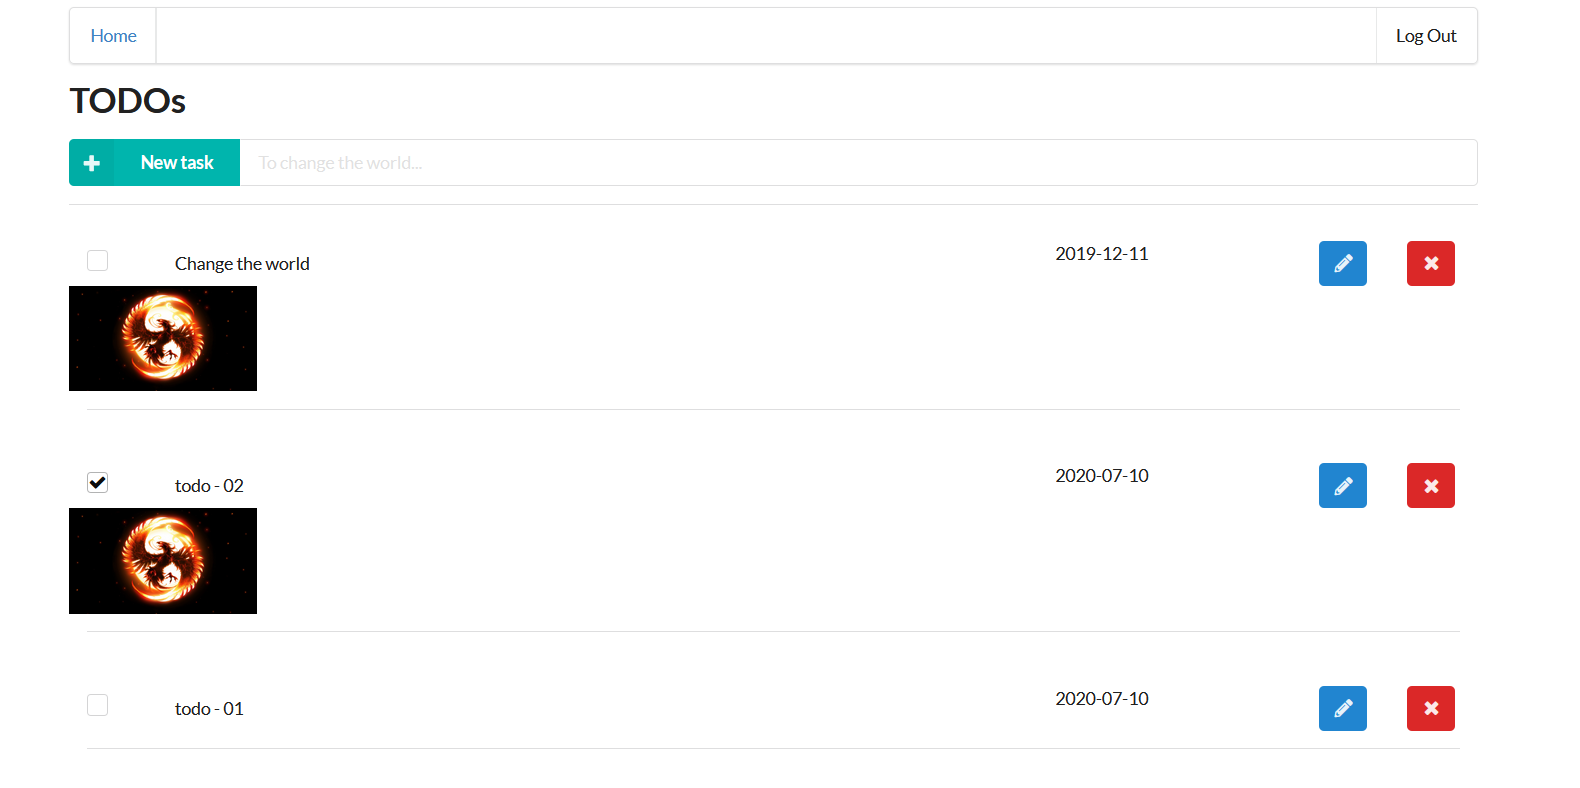 Home
Log Out
TODOs
New task
To change the world...
Change the world
2019-12-11
todo - 02
2020-07-10
todo - 01
2020-07-10